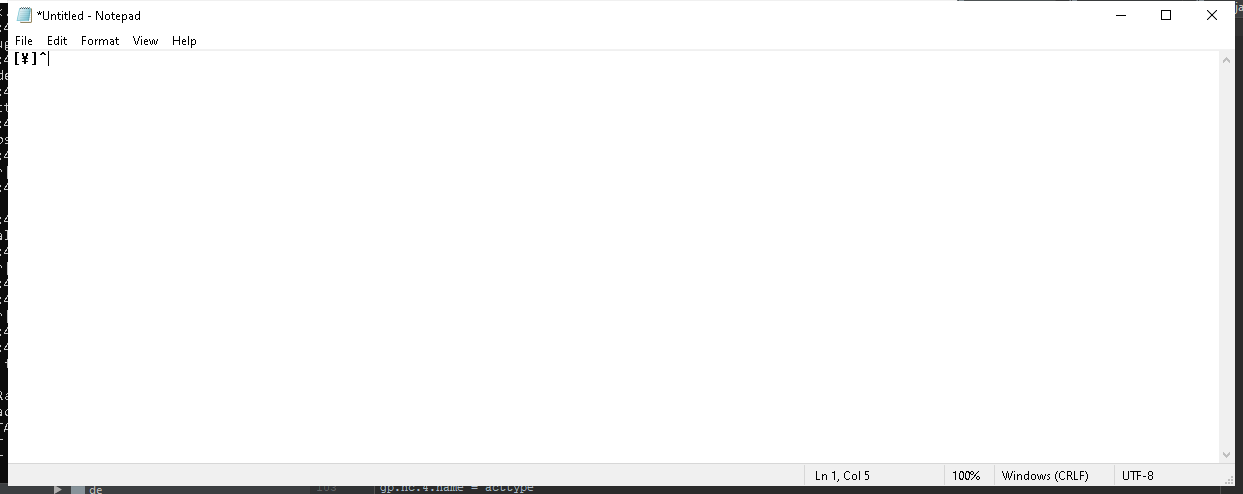 *Untitled - Notepad
File Edit Format View Help
[¥]^
Ln 1, Col 5 100% Windows (CRLF) UTF-8
de 103 gp.nc.4.name = acctype